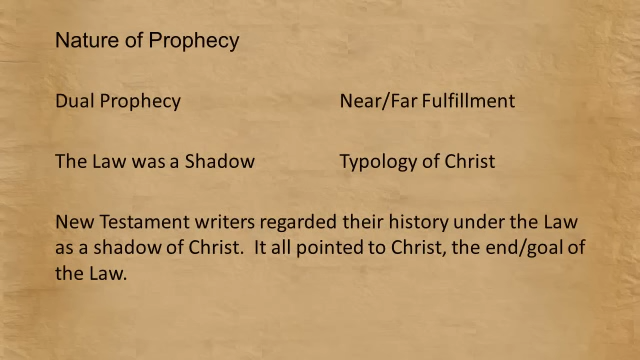 Nature of Prophecy
Dual Prophecy Near/Far Fulfillment
The Law was a Shadow Typology of Christ
New Testament writers regarded their history under the Law
as a shadow of Christ.  It all pointed to Christ, the end/goal of
the Law.